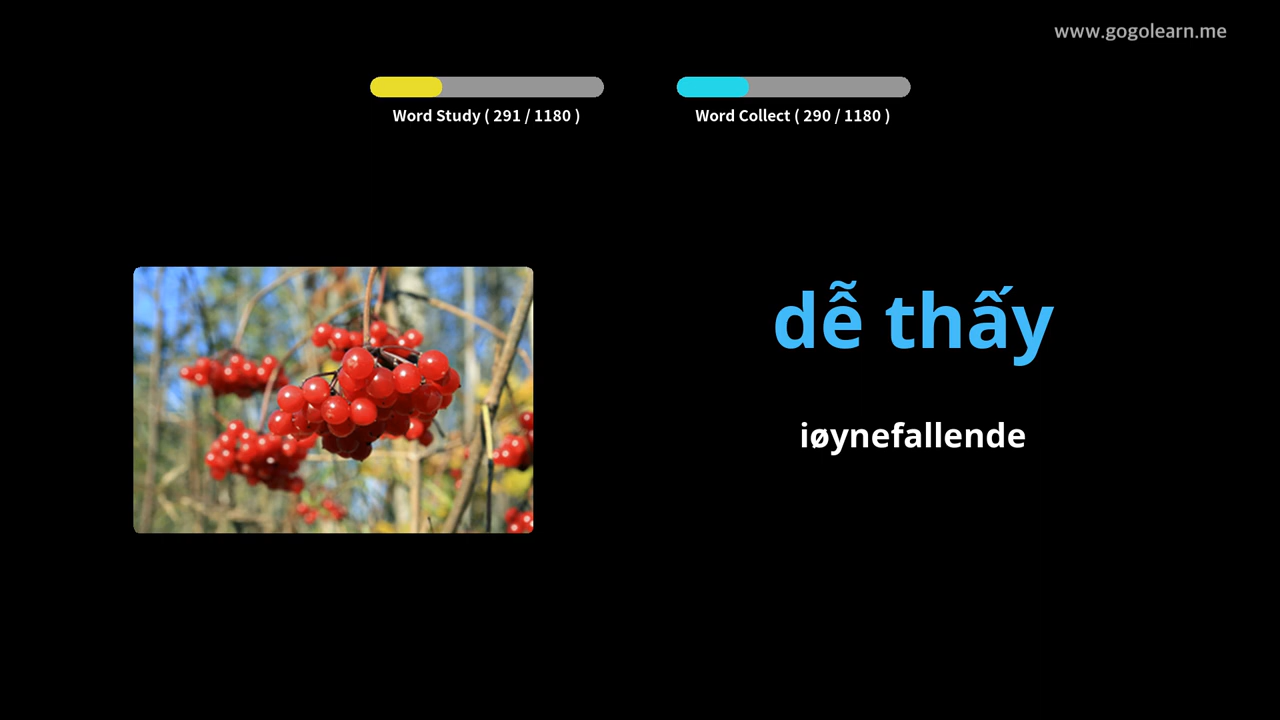 www.gogolearn.me
Word Study ( 291 / 1180 )
Word Collect ( 290 / 1180 )
dễ thấy
iøynefallende